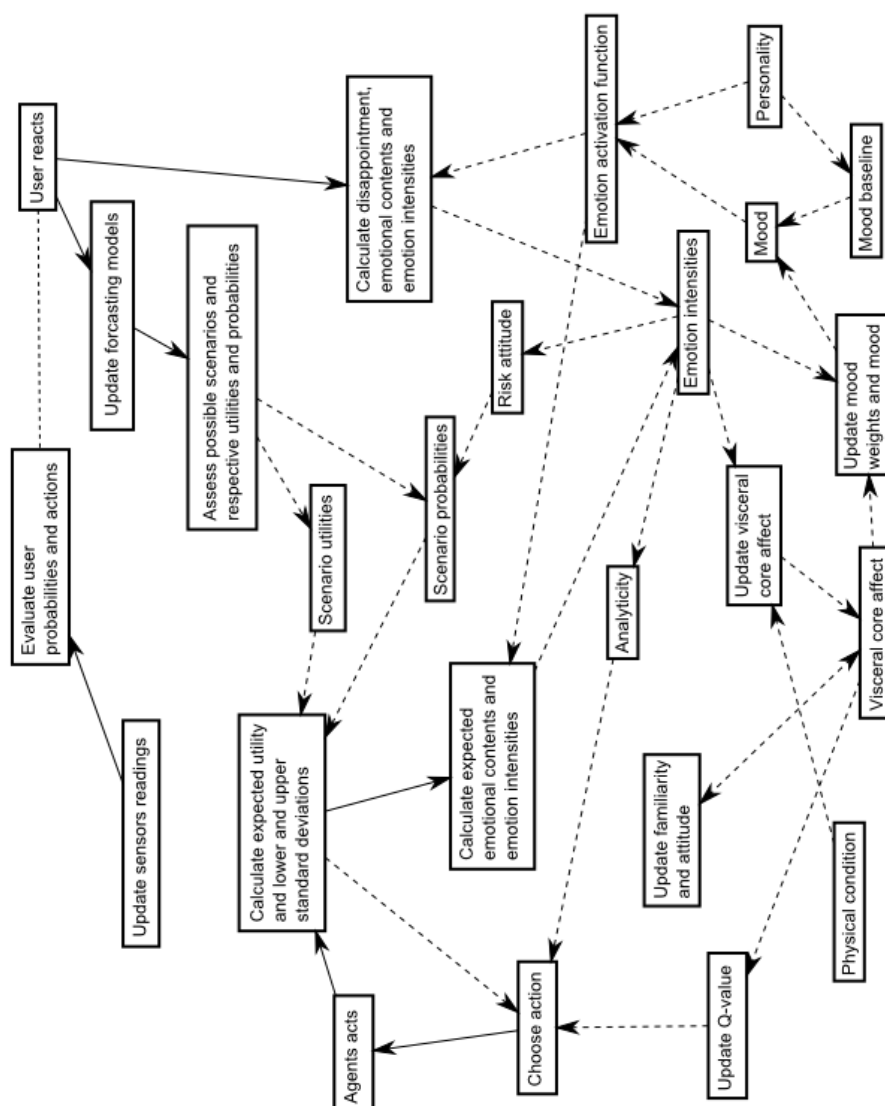 Evaluate user
probabilities and actions
User reacts
Update sensors readings
Update forcasting models
Assess possible scenarios and
respective utilities and probabilities
Calculate expected utility
and lower and upper
standard deviations
Scenario utilities
Agents acts
Calculate disappointment,
emotional contents and
emotion intensities
Scenario probabilities
Calculate expected
emotional contents and
emotion intensities
Risk attitude
Choose action
Emotion activation function
Analyticity
Update familiarity
and attitude
Emotion intensities
Update Q-value
Update visceral
core affect
Mood
Personality
Physical condition
Visceral core affect
Update mood
weights and mood
Mood baseline